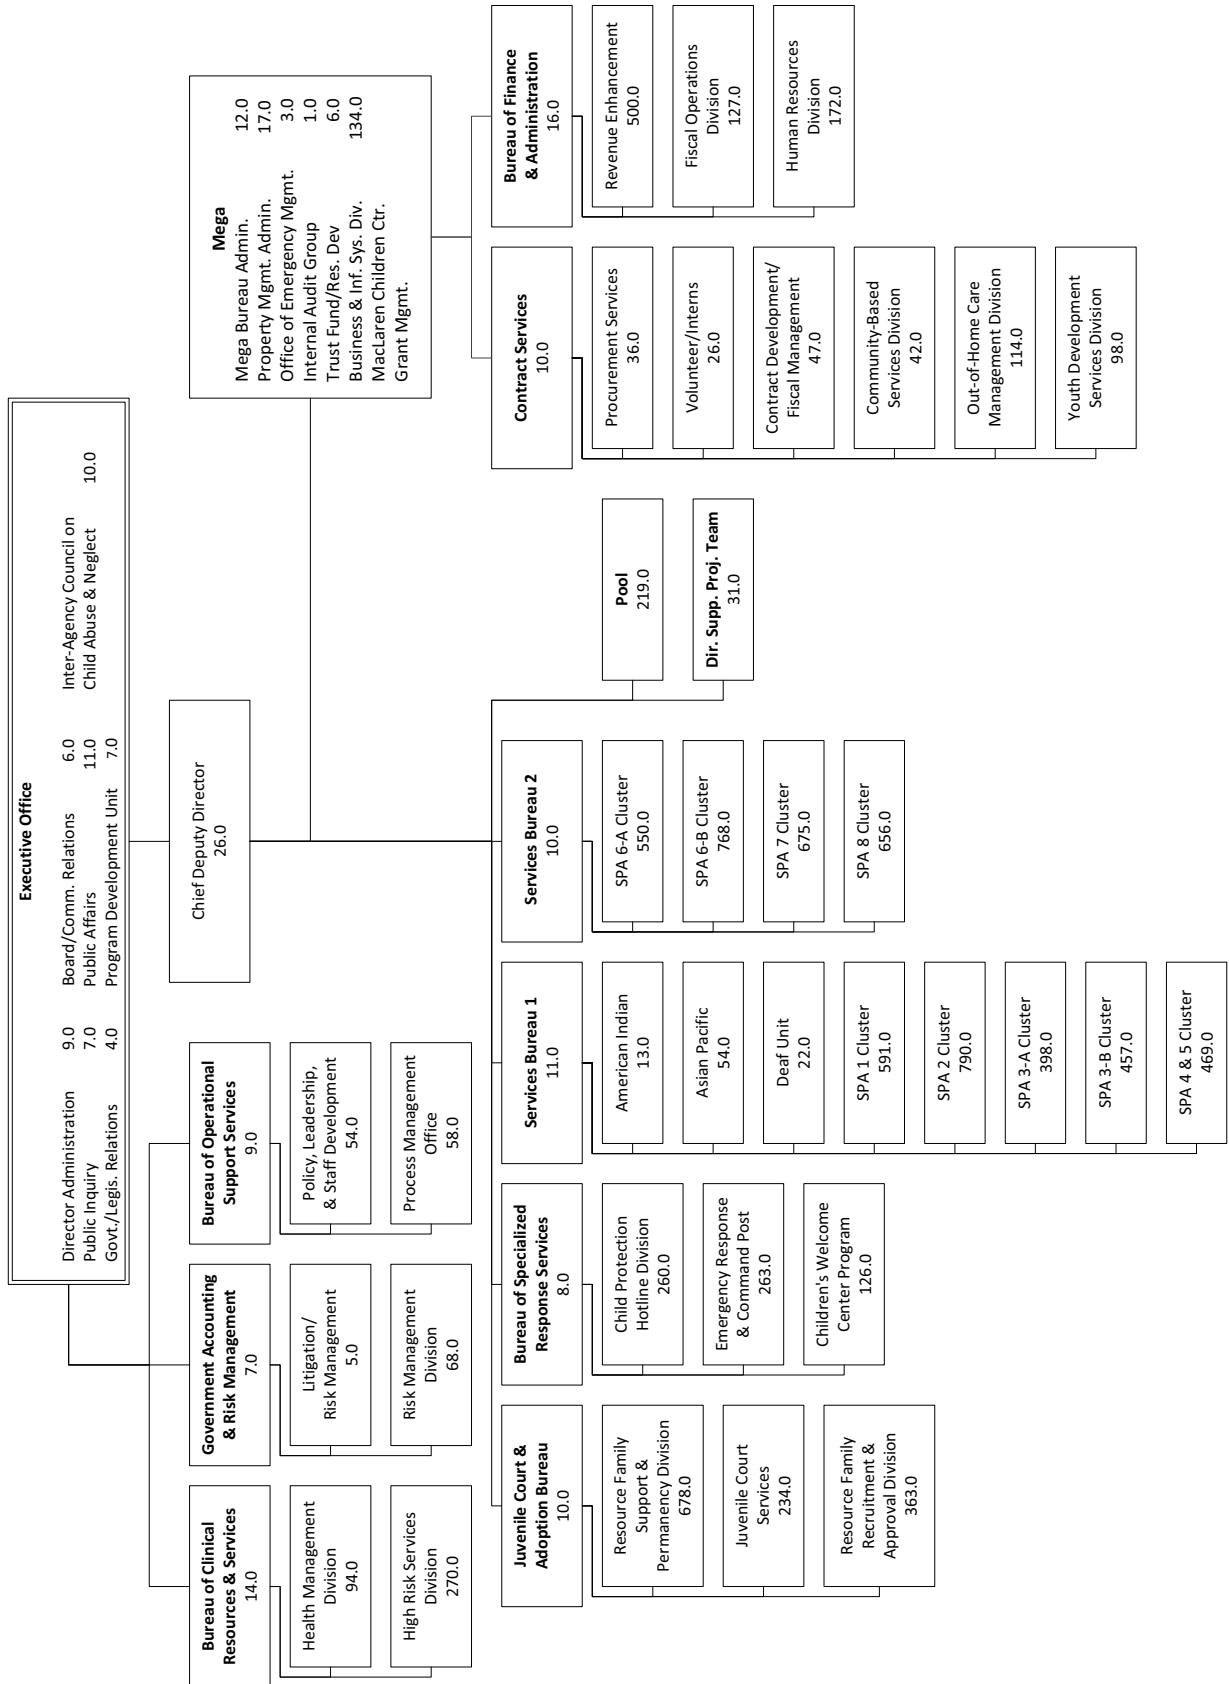 Executive Office
Director Administration 9.0 Board/Comm. Relations 6.0 Inter-Agency Council on
Public Inquiry 7.0 Public Affairs 11.0 Child Abuse & Neglect 10.0
Govt./Legis. Relations 4.0 Program Development Unit 7.0
Chief Deputy Director
26.0
Bureau of Clinical
Resources & Services
14.0
Health Management
Division
94.0
High Risk Services
Division
270.0
Government Accounting
& Risk Management
7.0
Litigation/
Risk Management
5.0
Risk Management
Division
68.0
Bureau of Operational
Support Services
9.0
Policy, Leadership,
& Staff Development
54.0
Process Management
Office
58.0
Mega
Mega Bureau Admin. 12.0
Property Mgmt. Admin. 17.0
Office of Emergency Mgmt. 3.0
Internal Audit Group 1.0
Trust Fund/Res. Dev 6.0
Business & Inf. Sys. Div. 134.0
MacLaren Children Ctr.
Grant Mgmt.
Juvenile Court &
Adoption Bureau
10.0
Resource Family
Support &
Permanency Division
678.0
Juvenile Court
Services
234.0
Resource Family
Recruitment &
Approval Division
363.0
Bureau of Specialized
Response Services
8.0
Child Protection
Hotline Division
260.0
Emergency Response
& Command Post
263.0
Children's Welcome
Center Program
126.0
Services Bureau 1
11.0
American Indian
13.0
Asian Pacific
54.0
Deaf Unit
22.0
SPA 1 Cluster
591.0
SPA 2 Cluster
790.0
SPA 3-A Cluster
398.0
SPA 3-B Cluster
457.0
SPA 4 & 5 Cluster
469.0
Services Bureau 2
10.0
SPA 6-A Cluster
550.0
SPA 6-B Cluster
768.0
SPA 7 Cluster
675.0
SPA 8 Cluster
656.0
Pool
219.0
Dir. Supp. Proj. Team
31.0
Contract Services
10.0
Procurement Services
36.0
Volunteer/Interns
26.0
Contract Development/
Fiscal Management
47.0
Community-Based
Services Division
42.0
Out-of-Home Care
Management Division
114.0
Youth Development
Services Division
98.0
Bureau of Finance
& Administration
16.0
Revenue Enhancement
500.0
Fiscal Operations
Division
127.0
Human Resources
Division
172.0